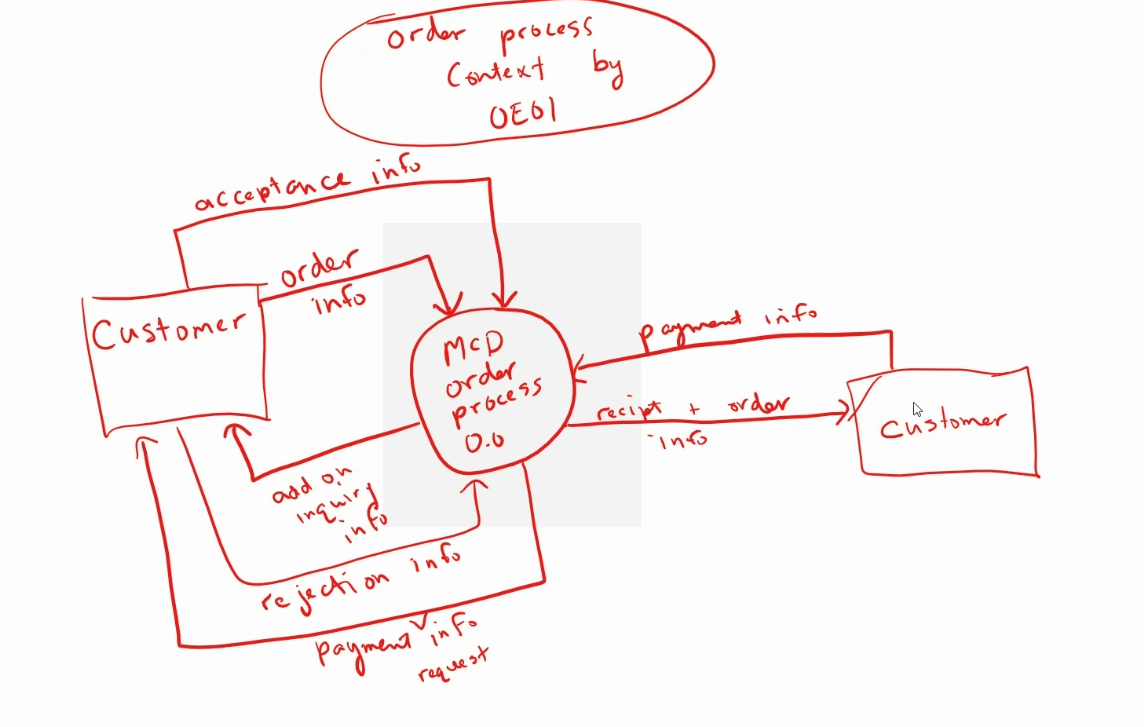 order process
Context by
OE01
acceptance info
order
info
Customer
McD
order
process
0.0
payment info
recipt + order
info
Customer
add on
inquiry
info
rejection info
payment info
request